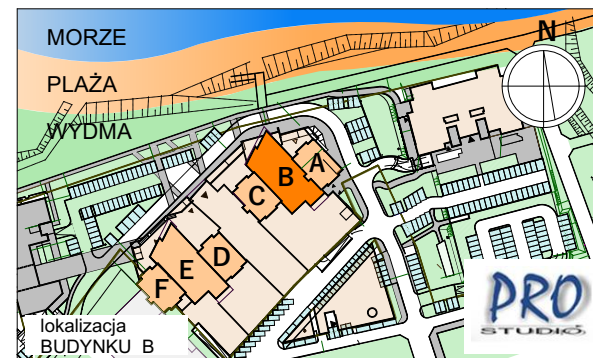 MORZE
N
PLAŻA
WYDMA
A
B
C
D
E
F
lokalizacja
BUDYNKU B
PRO
STUDIO